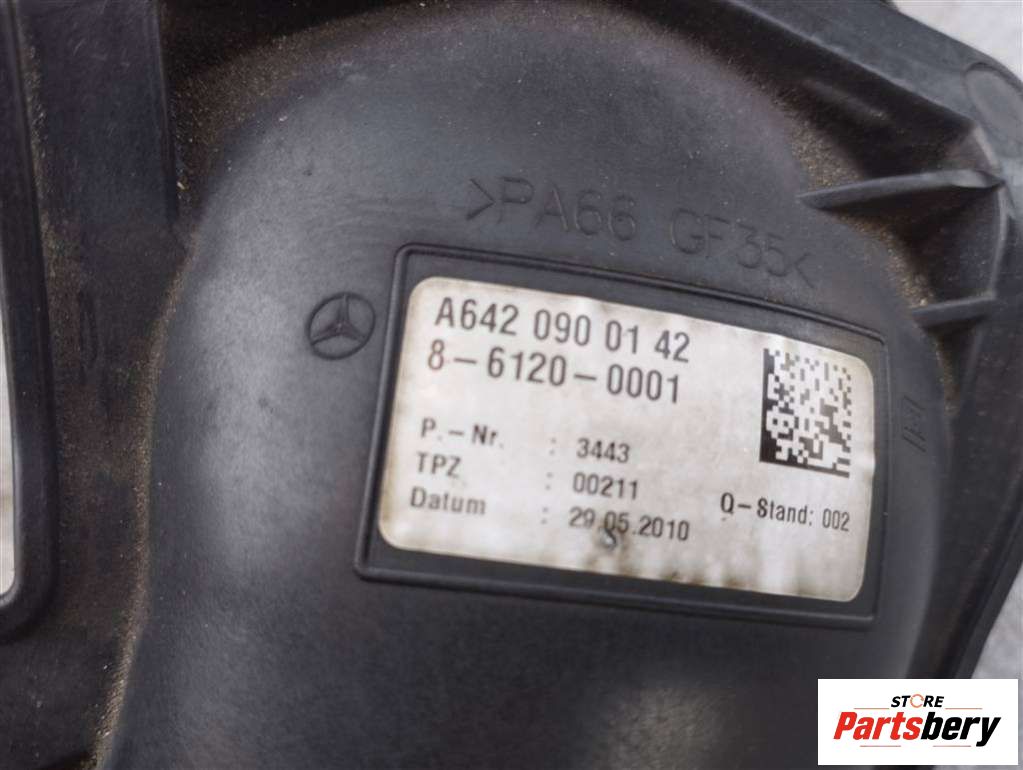 >PA66 GF35<
A642 090 01 42
8-6120-0001
P.-Nr. : 3443
TPZ : 00211
Datum : 29.05.2010
Q-Stand: 002
STORE
Partsbery